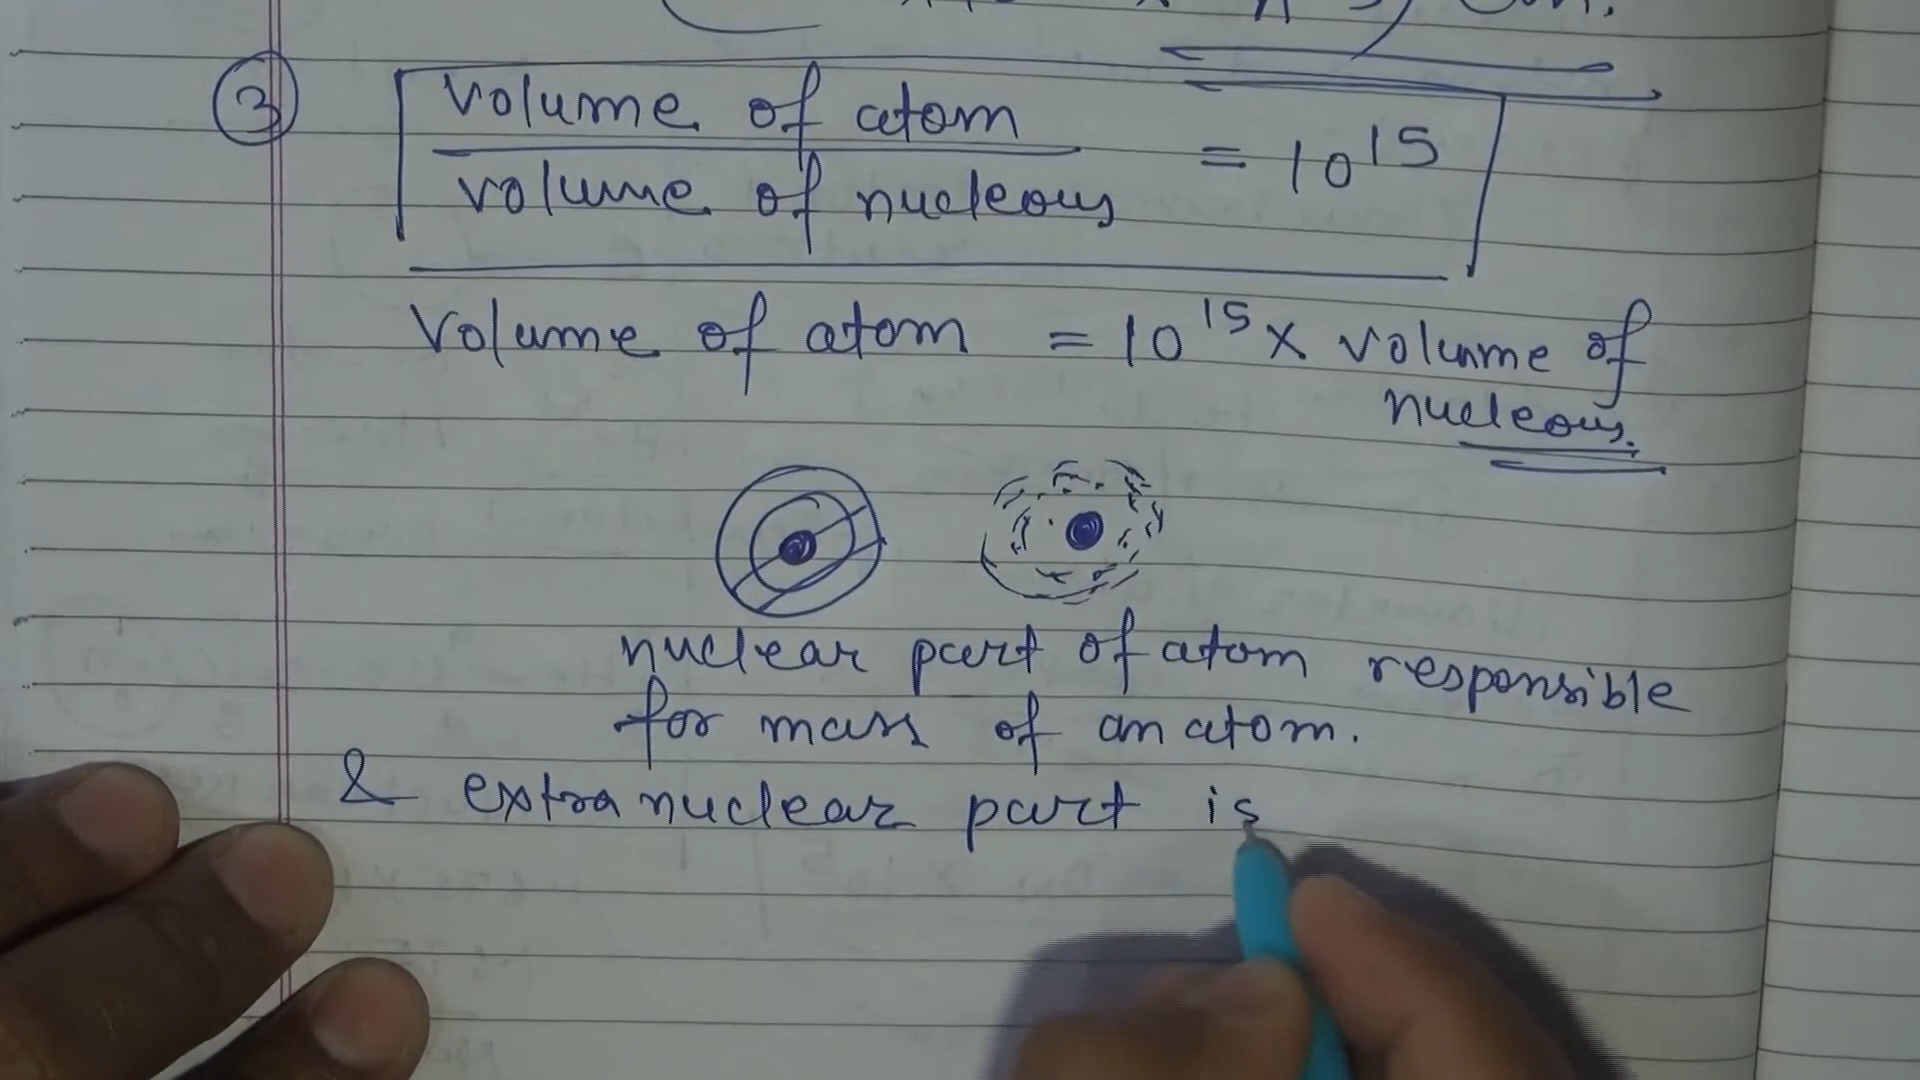 ③ volume of atom
volume of nucleous
= 10^15
Volume of atom = 10^15 x volume of
nucleous.
nuclear part of atom responsible
for mass of an atom.
& extra nuclear part is